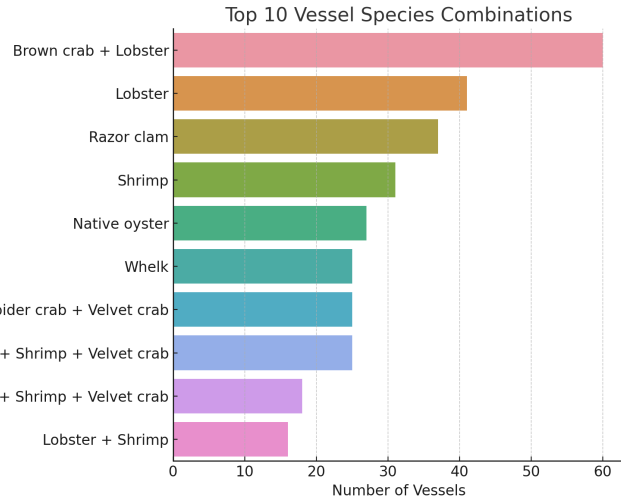 Top 10 Vessel Species Combinations
Brown crab + Lobster
Lobster
Razor clam
Shrimp
Native oyster
Whelk
crab + Velvet crab
+ Shrimp + Velvet crab
+ Shrimp + Velvet crab
Lobster + Shrimp
0 10 20 30 40 50 60
Number of Vessels